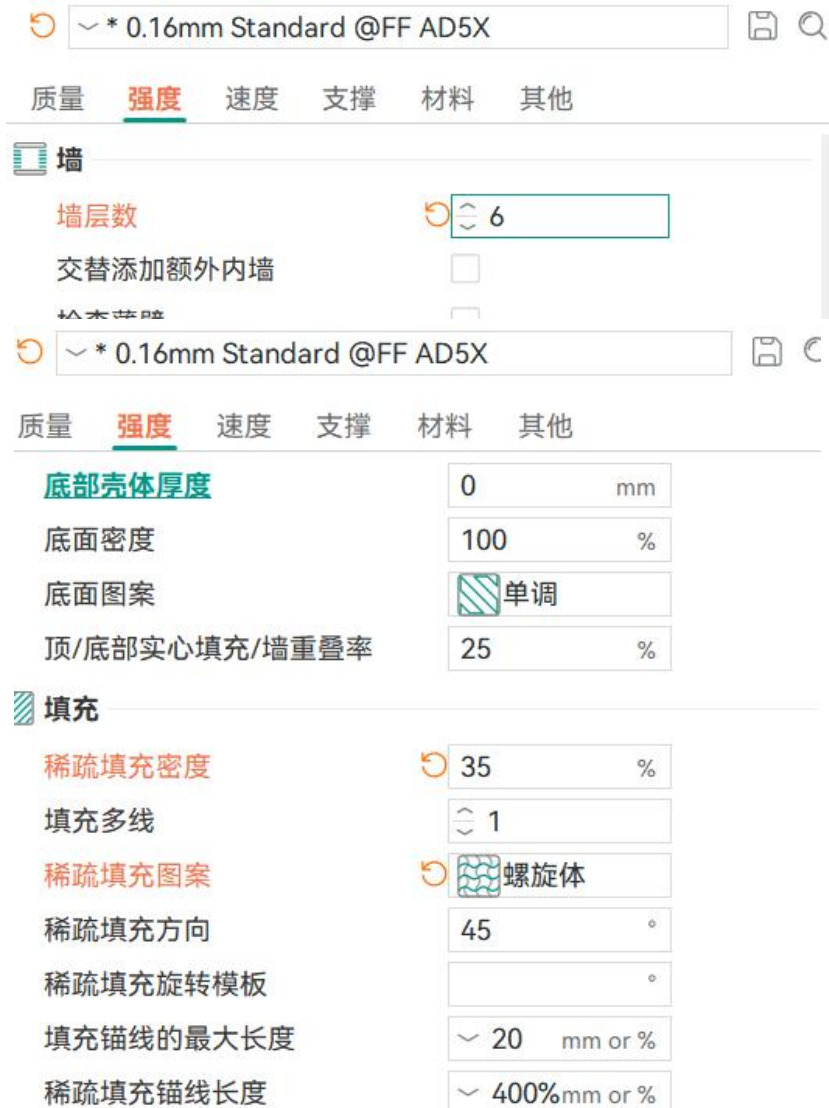 * 0.16mm Standard @FF AD5X
质量 强度 速度 支撑 材料 其他
墙
墙层数 6
交替添加额外内墙
* 0.16mm Standard @FF AD5X
质量 强度 速度 支撑 材料 其他
底部壳体厚度 0 mm
底面密度 100 %
底面图案 单调
顶/底部实心填充/墙重叠率 25 %
填充
稀疏填充密度 35 %
填充多线 1
稀疏填充图案 螺旋体
稀疏填充方向 45 °
稀疏填充旋转模板 °
填充锚线的最大长度 20 mm or %
稀疏填充锚线长度 400% mm or %